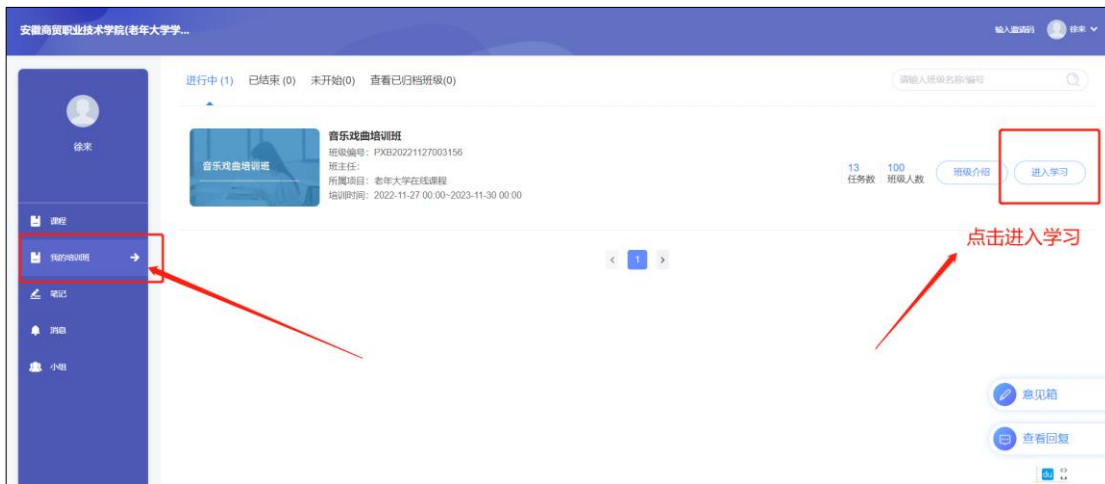 安徽商贸职业技术学院(老年大学学...
输入邀请码 徐来
徐来
课程
我的培训班
笔记
消息
小组
进行中 (1) 已结束 (0) 未开始(0) 查看已归档班级(0)
请输入班级名称/编号
音乐戏曲培训班
音乐戏曲培训班
班级编号: PXB20221127003156
班主任:
所属项目: 老年大学在线课程
培训时间: 2022-11-27 00:00~2023-11-30 00:00
13 100
任务数 班级人数
班级介绍
进入学习
点击进入学习
< 1 >
意见箱
查看回复
du